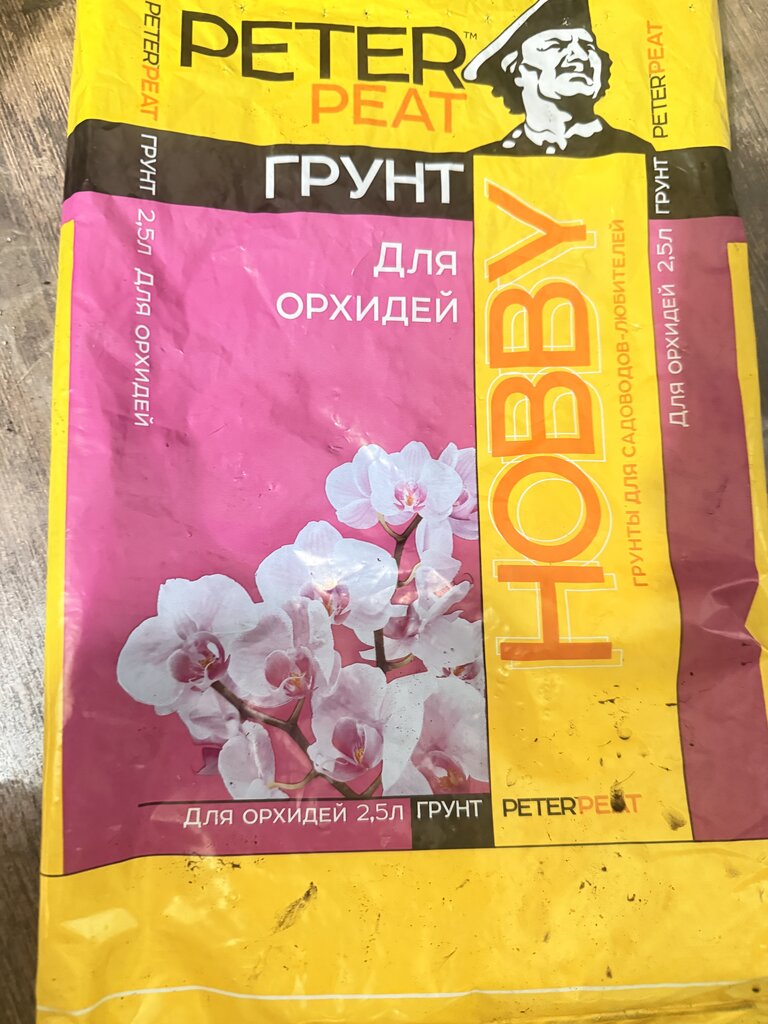 PETER™
PEAT
ГРУНТ
Для
ОРХИДЕЙ
HOBBY
ГРУНТЫ ДЛЯ САДОВОДОВ-ЛЮБИТЕЛЕЙ
PETERPEAT ГРУНТ 2,5л Для ОРХИДЕЙ
Для ОРХИДЕЙ 2,5л ГРУНТ PETERPEAT
Для ОРХИДЕЙ 2,5л ГРУНТ PETERPEAT